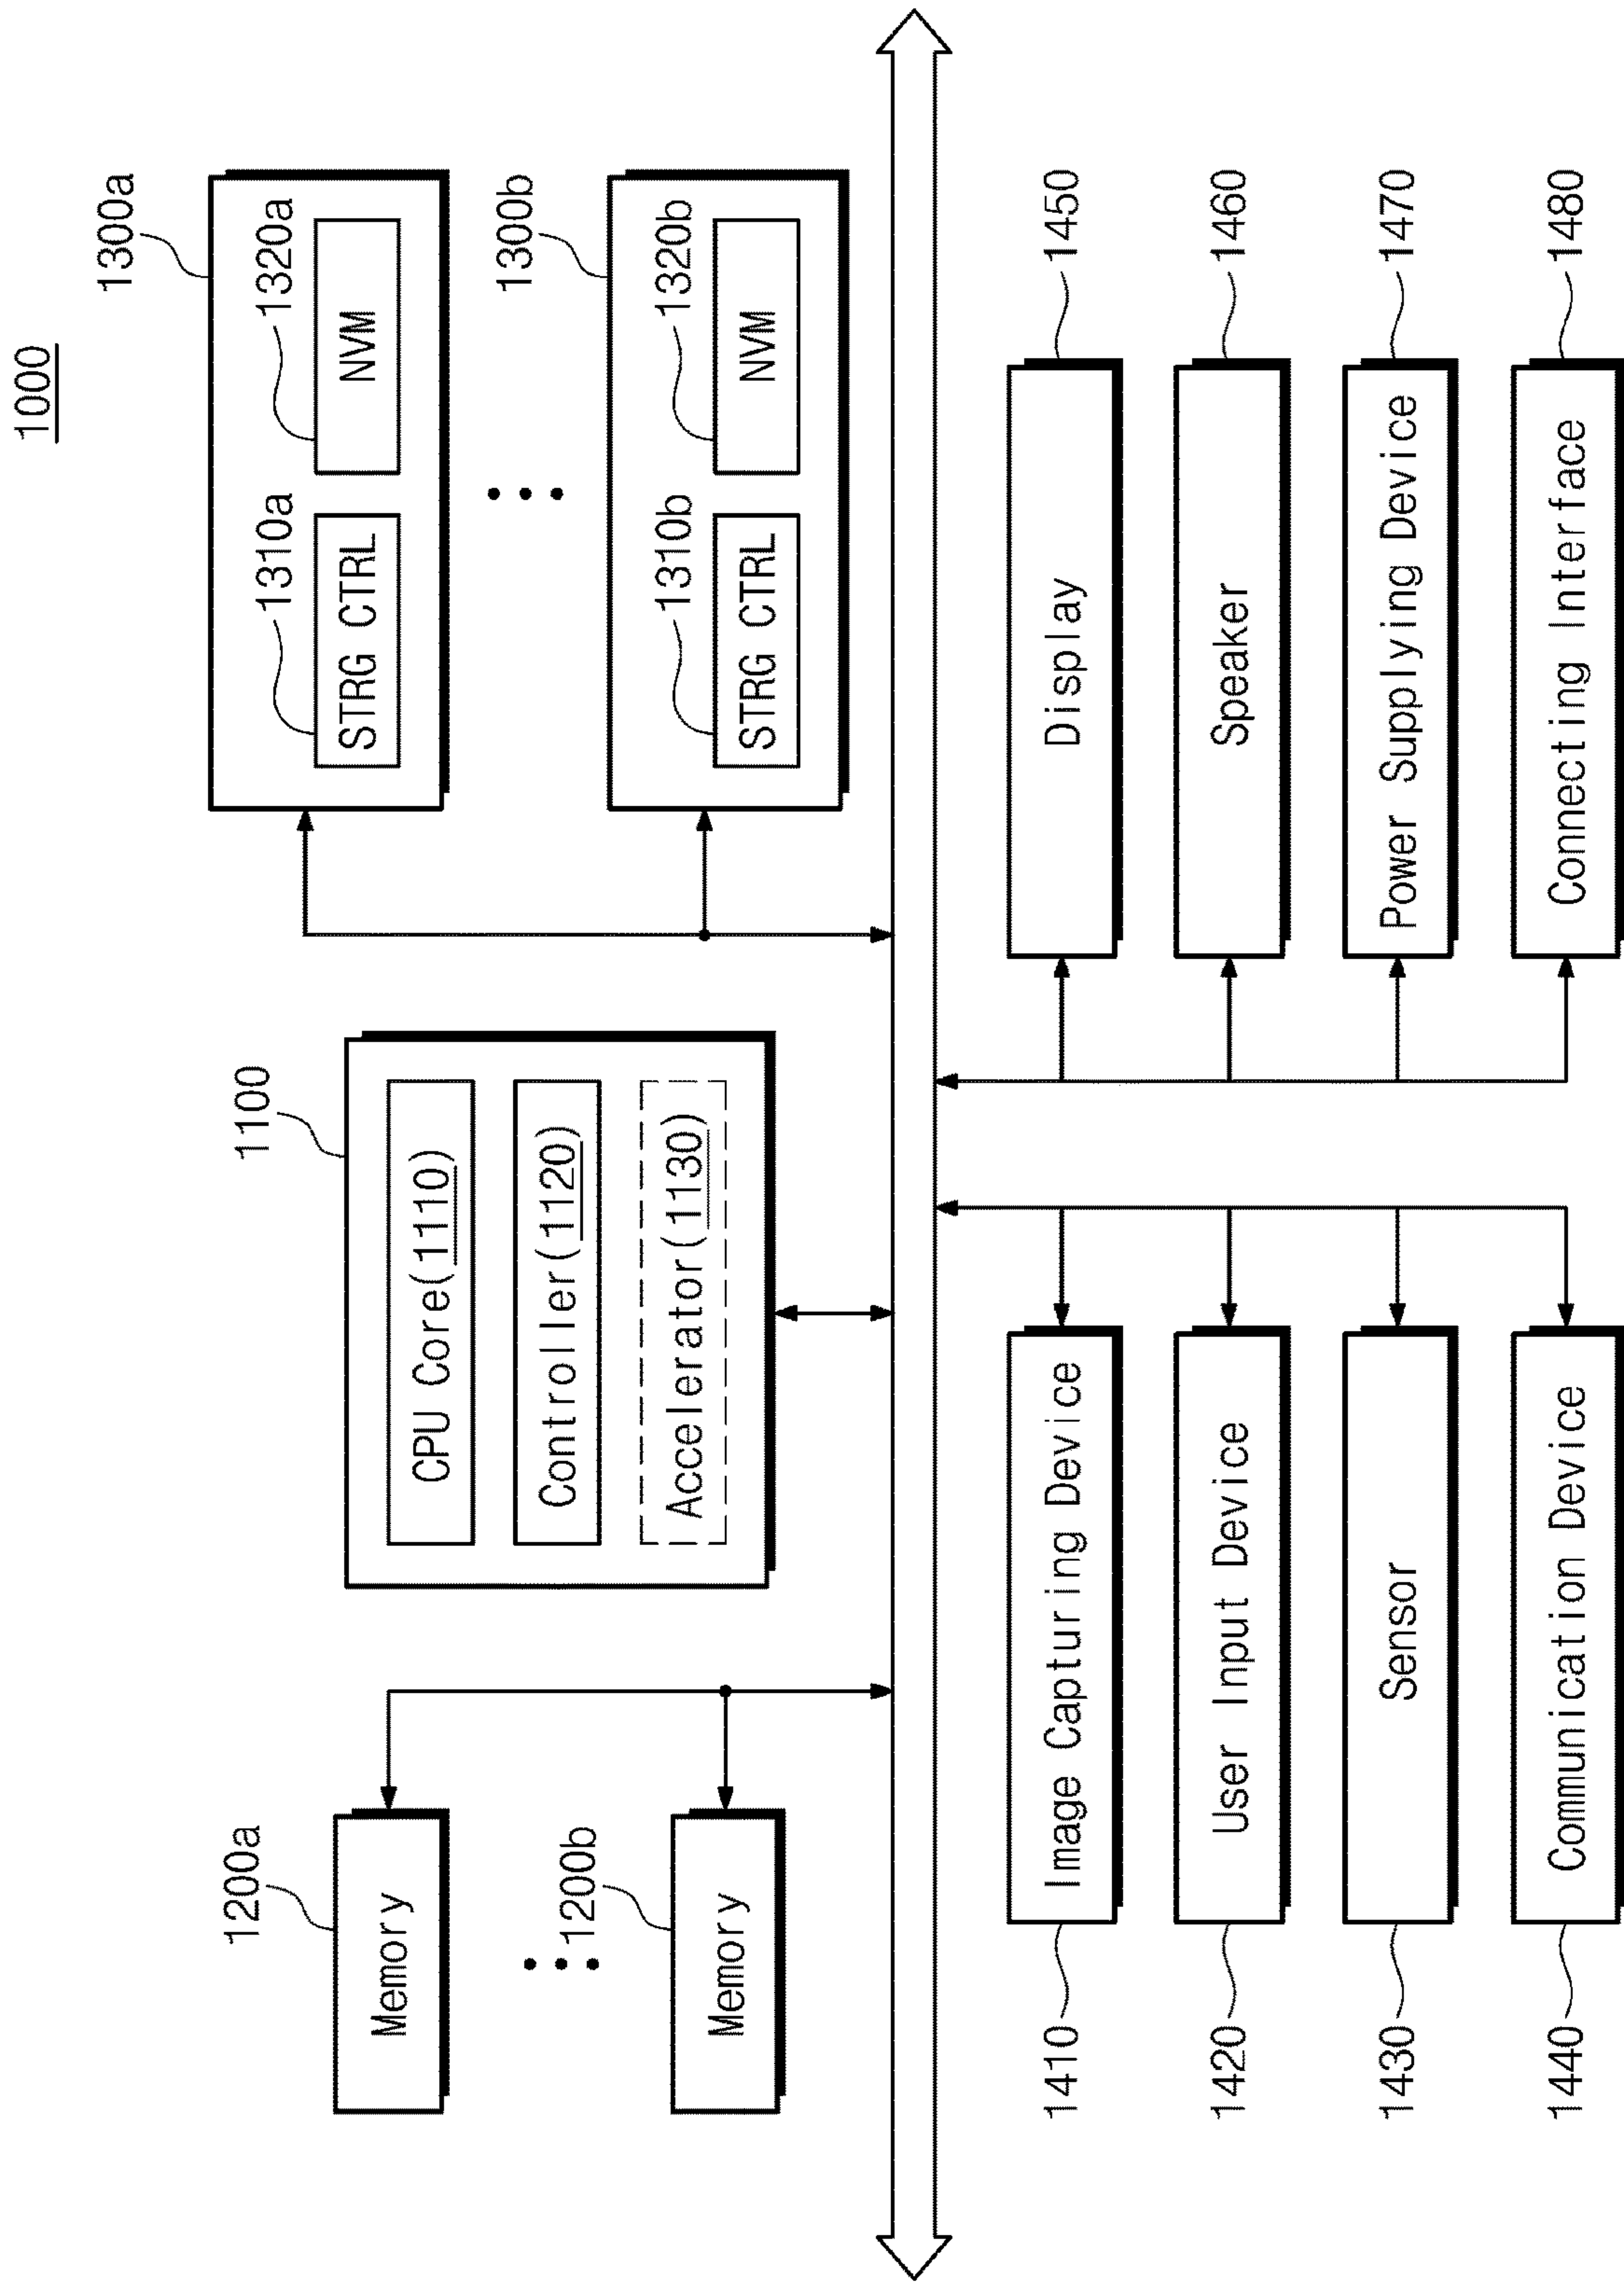 1000
1100
CPU Core(1110)
Controller(1120)
Accelerator(1130)
1200a
Memory
1200b
Memory
1300a
1310a
1320a
STRG CTRL
NVM
1300b
1310b
1320b
STRG CTRL
NVM
1410
Image Capturing Device
1420
User Input Device
1430
Sensor
1440
Communication Device
Display
1450
Speaker
1460
Power Supplying Device
1470
Connecting Interface
1480